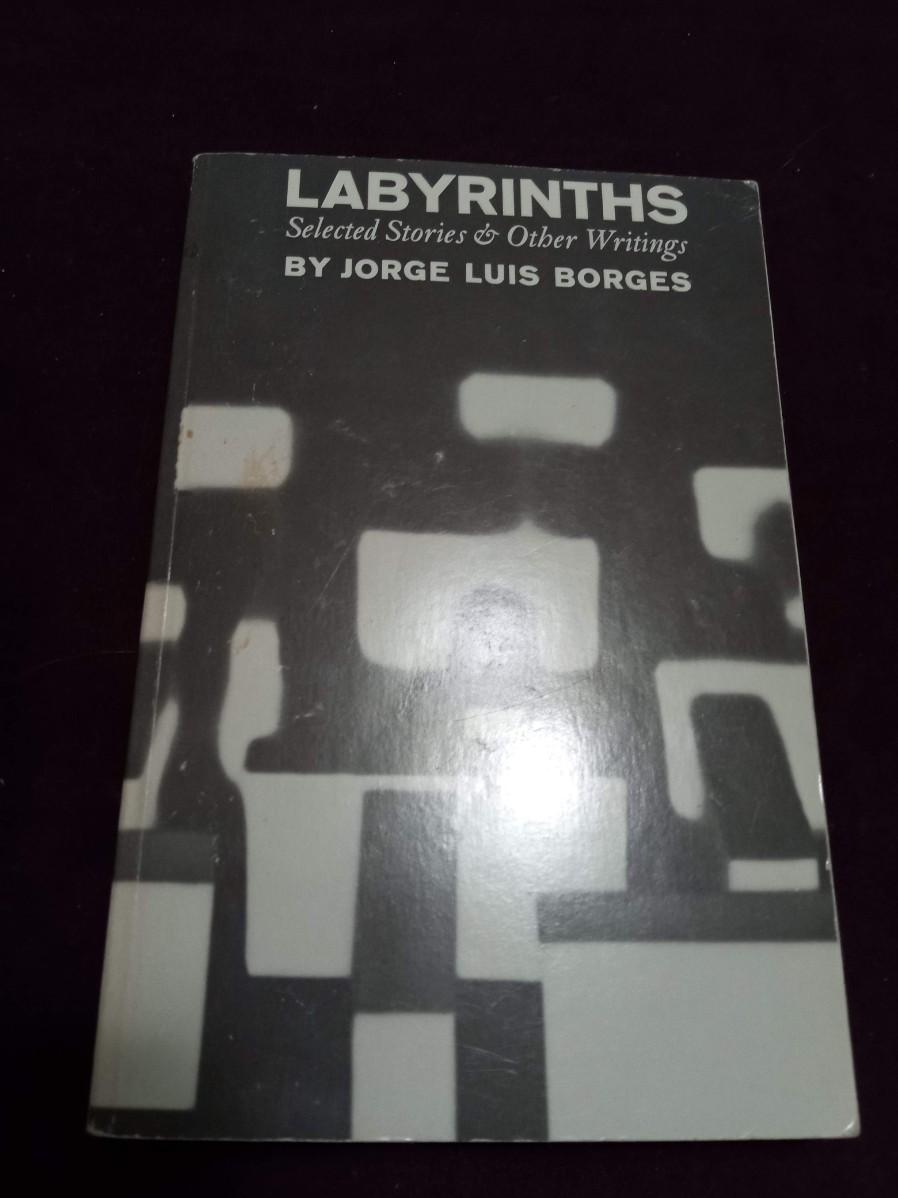 LABYRINTHS
Selected Stories & Other Writings
BY JORGE LUIS BORGES